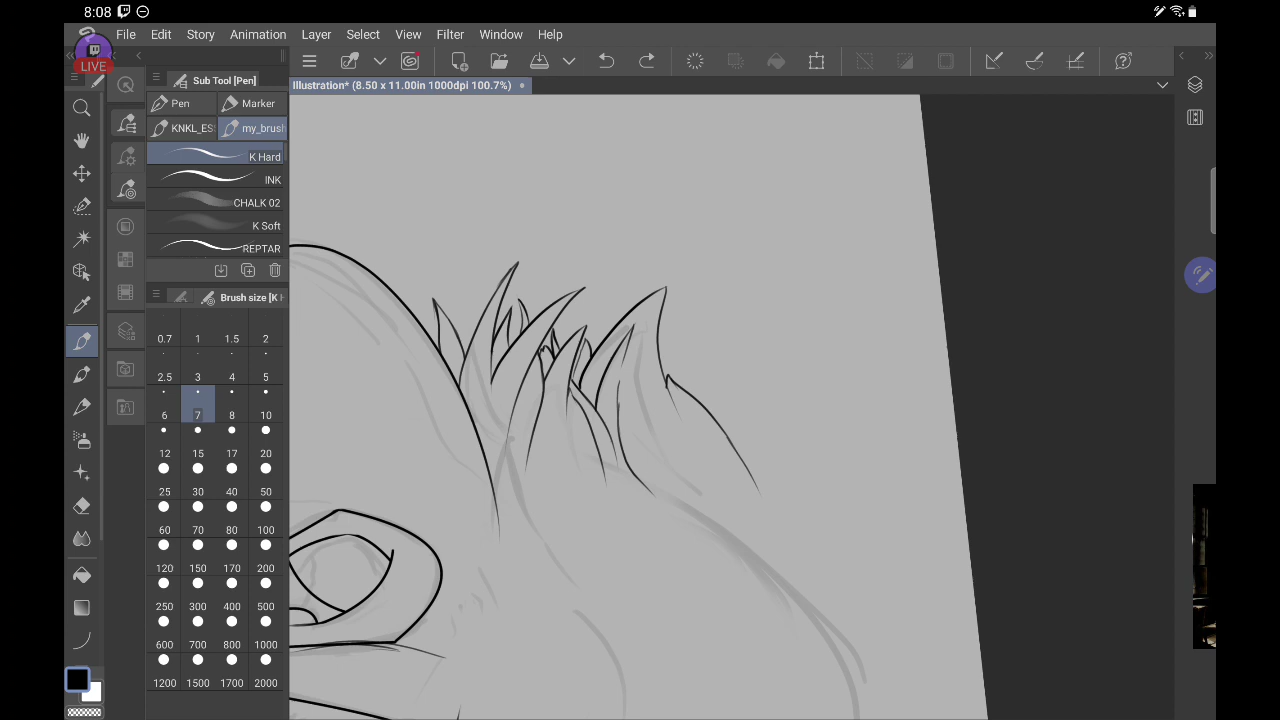 8:08
File Edit Story Animation Layer Select View Filter Window Help
LIVE
Sub Tool [Pen]
Illustration* (8.50 x 11.00in 1000dpi 100.7%)
Pen Marker
KNKL_ES my_brush
K Hard
INK
CHALK 02
K Soft
REPTAR
Brush size [K H
0.7 1 1.5 2
2.5 3 4 5
6 7 8 10
12 15 17 20
25 30 40 50
60 70 80 100
120 150 170 200
250 300 400 500
600 700 800 1000
1200 1500 1700 2000